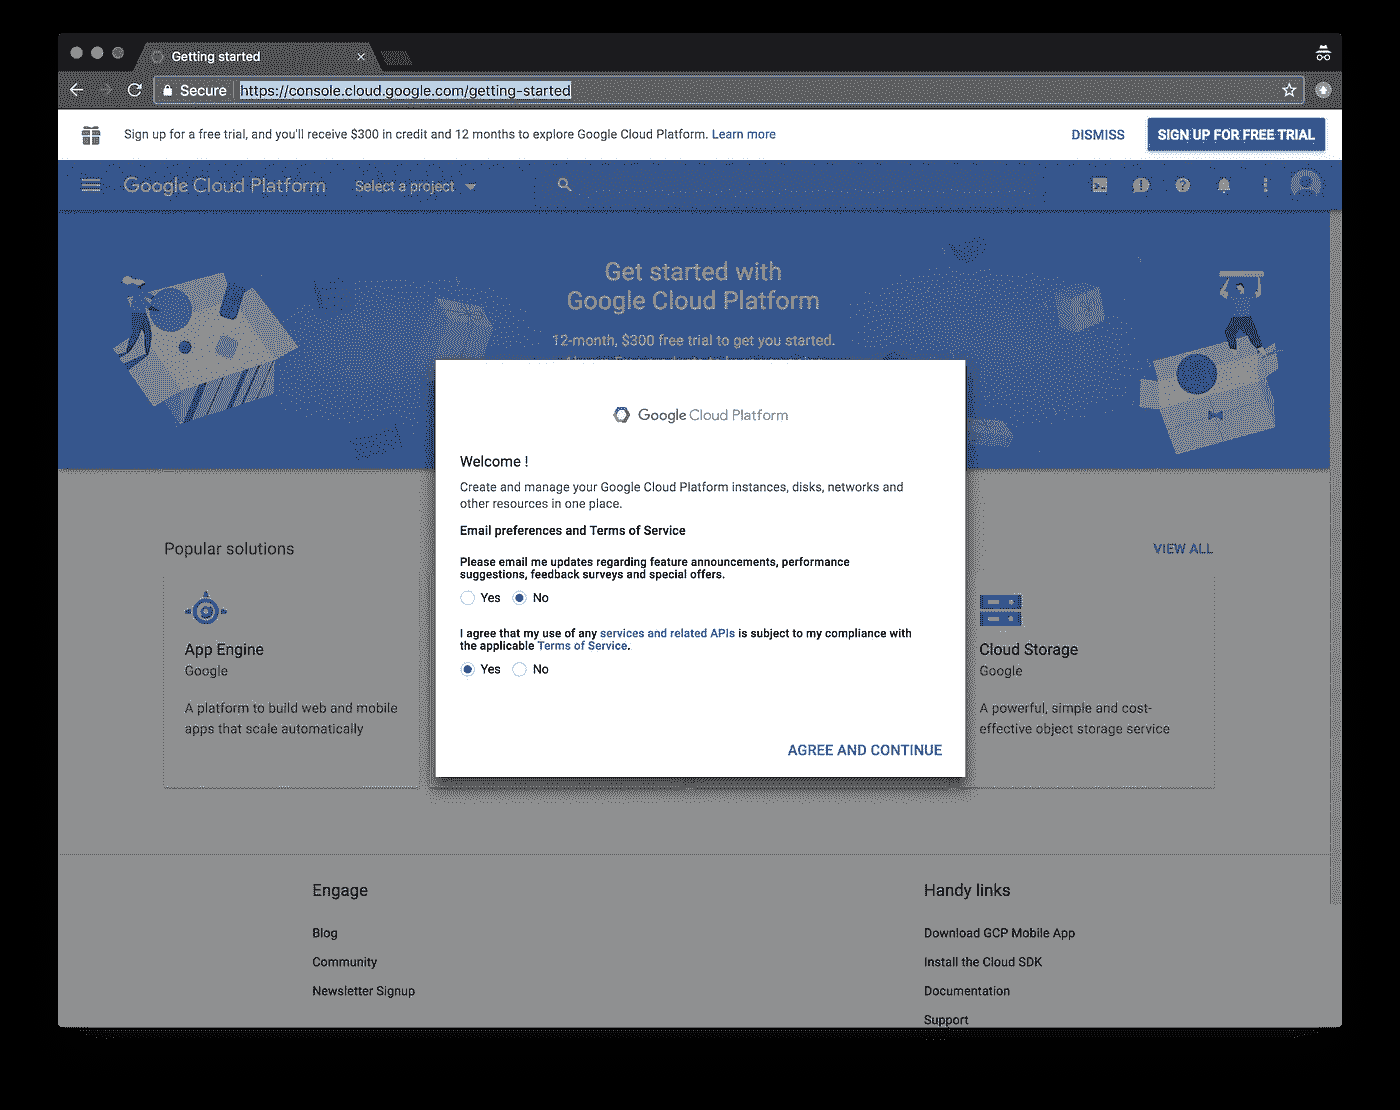 Getting started
Secure https://console.cloud.google.com/getting-started
Sign up for a free trial, and you'll receive $300 in credit and 12 months to explore Google Cloud Platform. Learn more
DISMISS
SIGN UP FOR FREE TRIAL
Google Cloud Platform
Select a project
Get started with
Google Cloud Platform
12-month, $300 free trial to get you started.
Google Cloud Platform
Welcome !
Create and manage your Google Cloud Platform instances, disks, networks and
other resources in one place.
Email preferences and Terms of Service
Please email me updates regarding feature announcements, performance
suggestions, feedback surveys and special offers.
Yes No
I agree that my use of any services and related APIs is subject to my compliance with
the applicable Terms of Service.
Yes No
AGREE AND CONTINUE
Popular solutions
VIEW ALL
App Engine
Google
A platform to build web and mobile
apps that scale automatically
Cloud Storage
Google
A powerful, simple and cost-
effective object storage service
Engage
Blog
Community
Newsletter Signup
Handy links
Download GCP Mobile App
Install the Cloud SDK
Documentation
Support